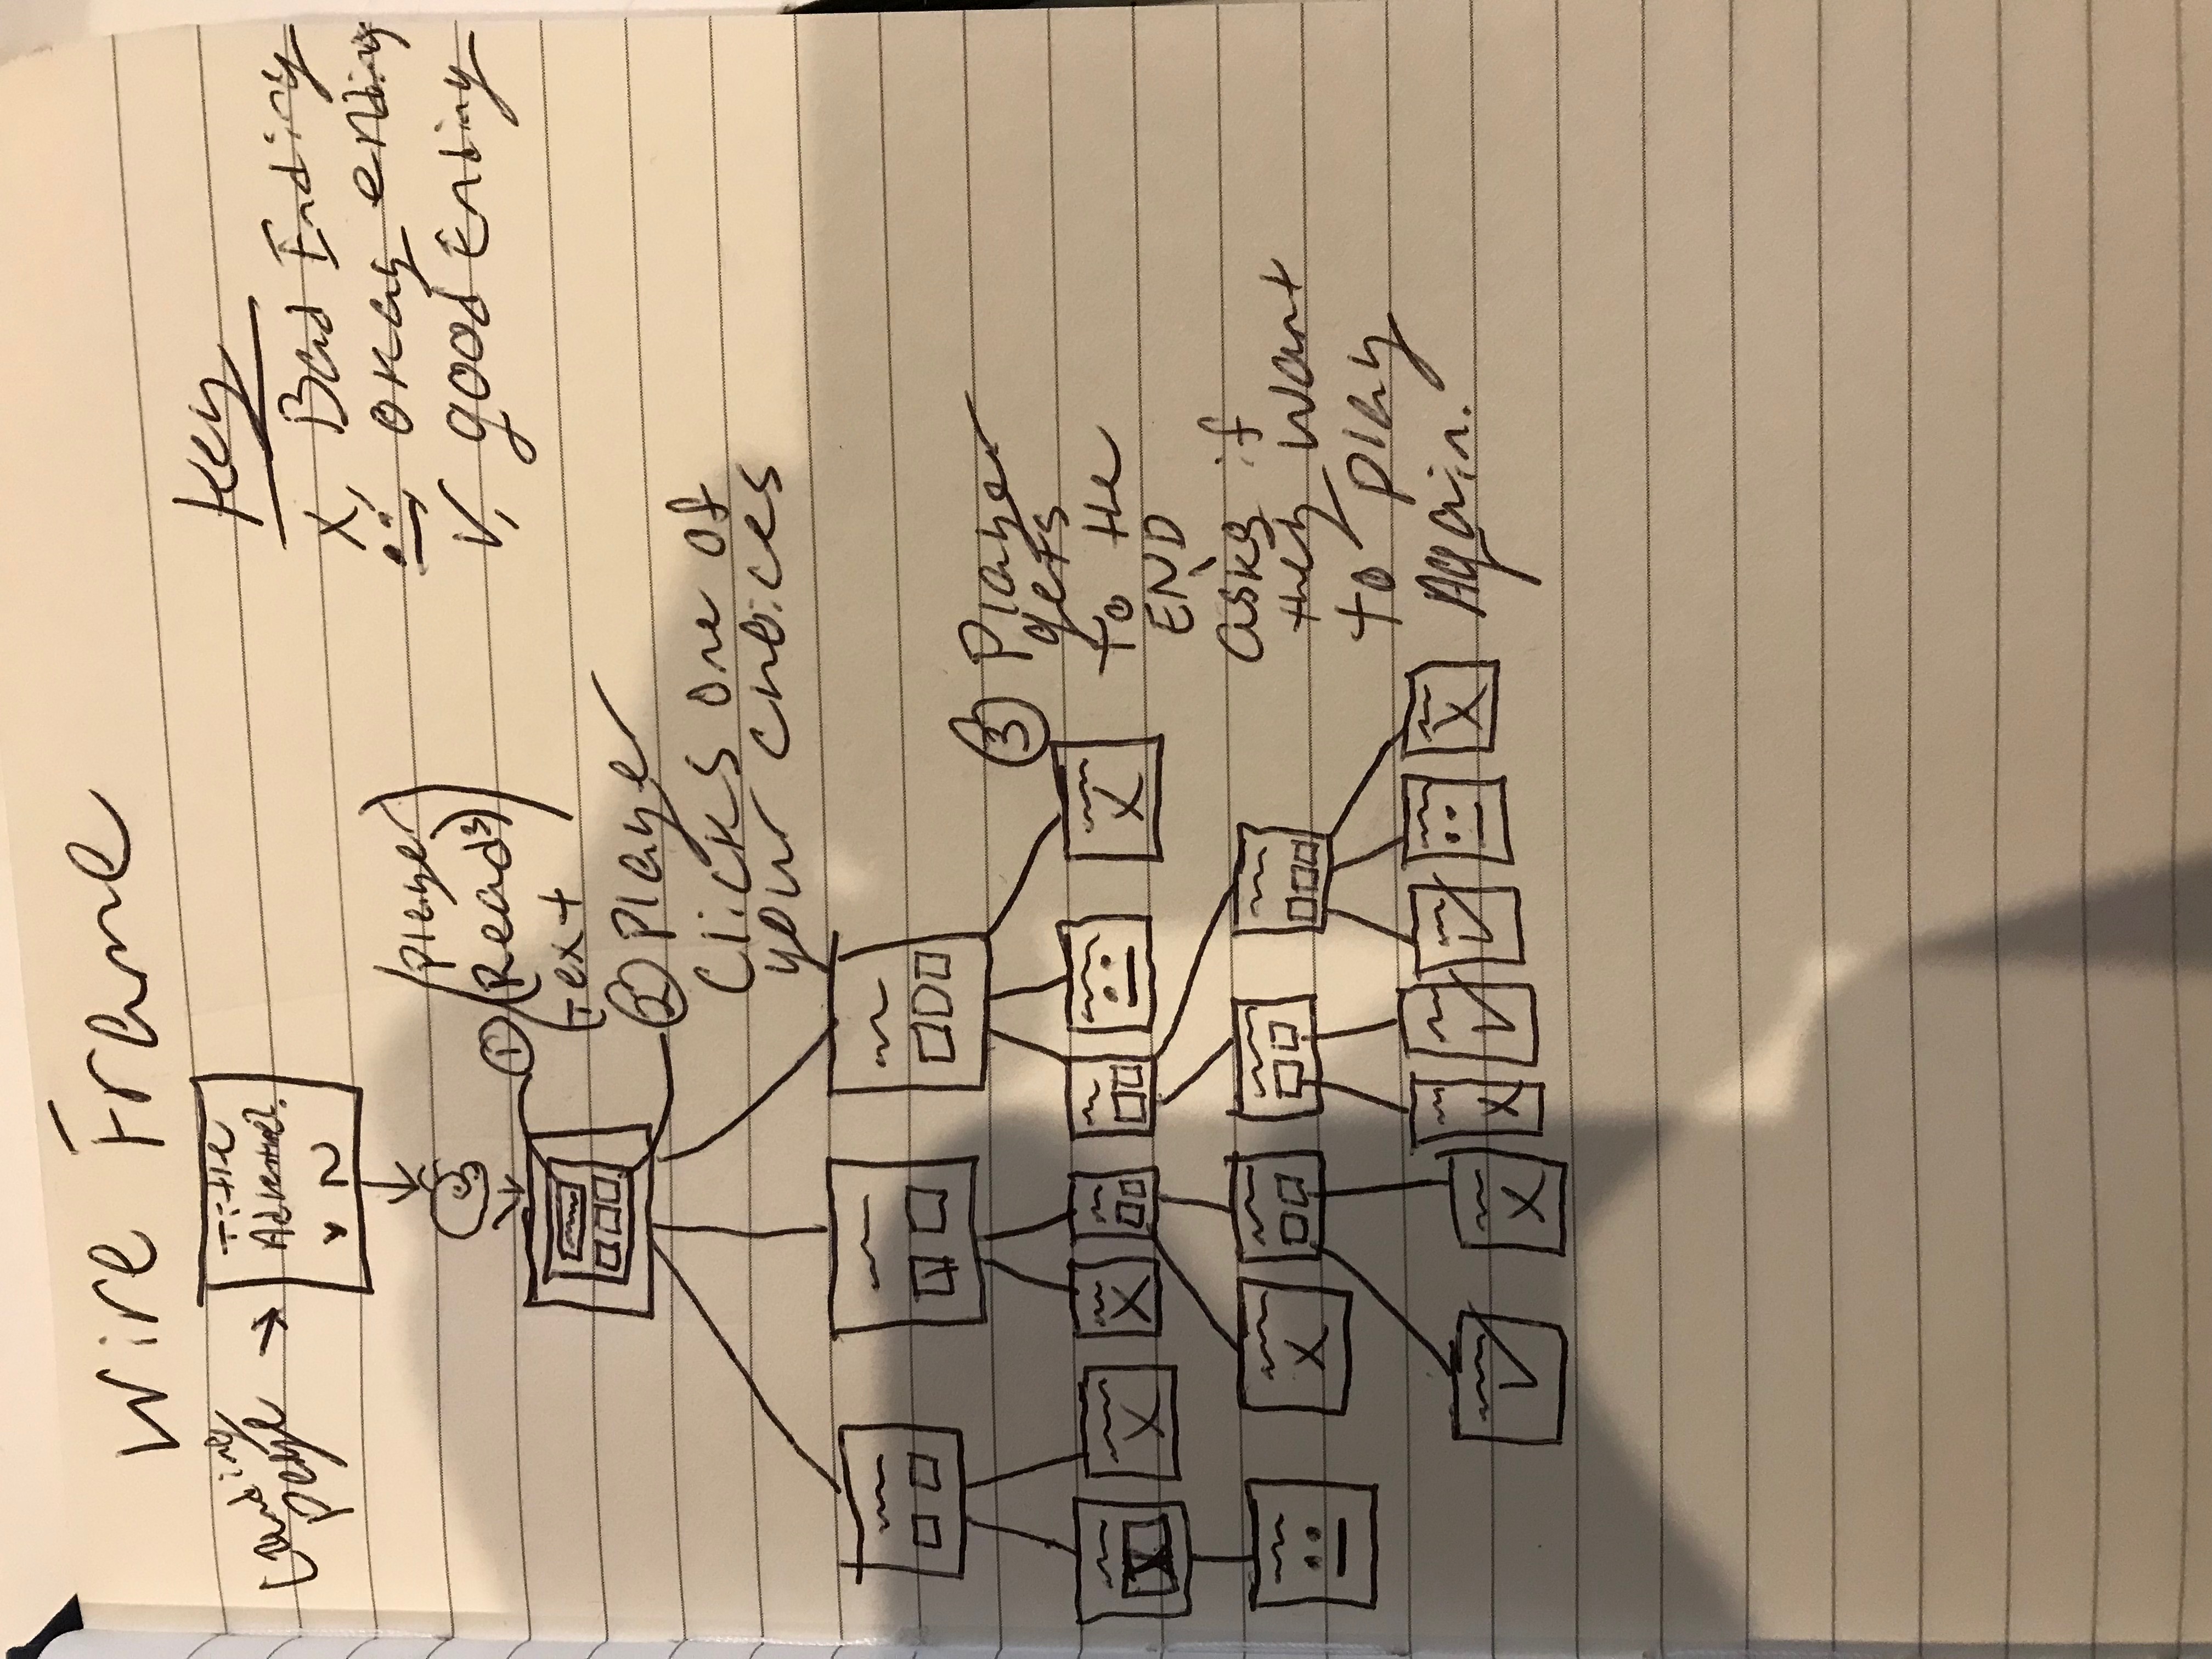 Wire Frame
Landing
Page
Title
Adventure?
Y N
Key
X, Bad Ending
okay ending
✓, good Ending
① Player
(Reads)
Text
② Player
Clicks one of
your choices
③ Player
gets
to the
END
asks if
they want
to play
Again.
X
X
X
X
X
X
X
X